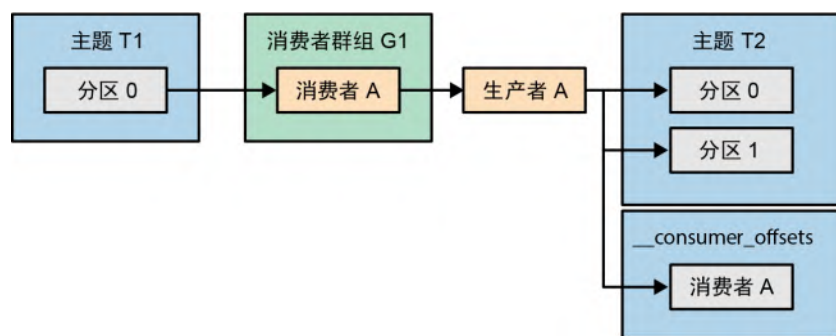 主题 T1
分区 0
消费者群组 G1
消费者 A
生产者 A
主题 T2
分区 0
分区 1
__consumer_offsets
消费者 A